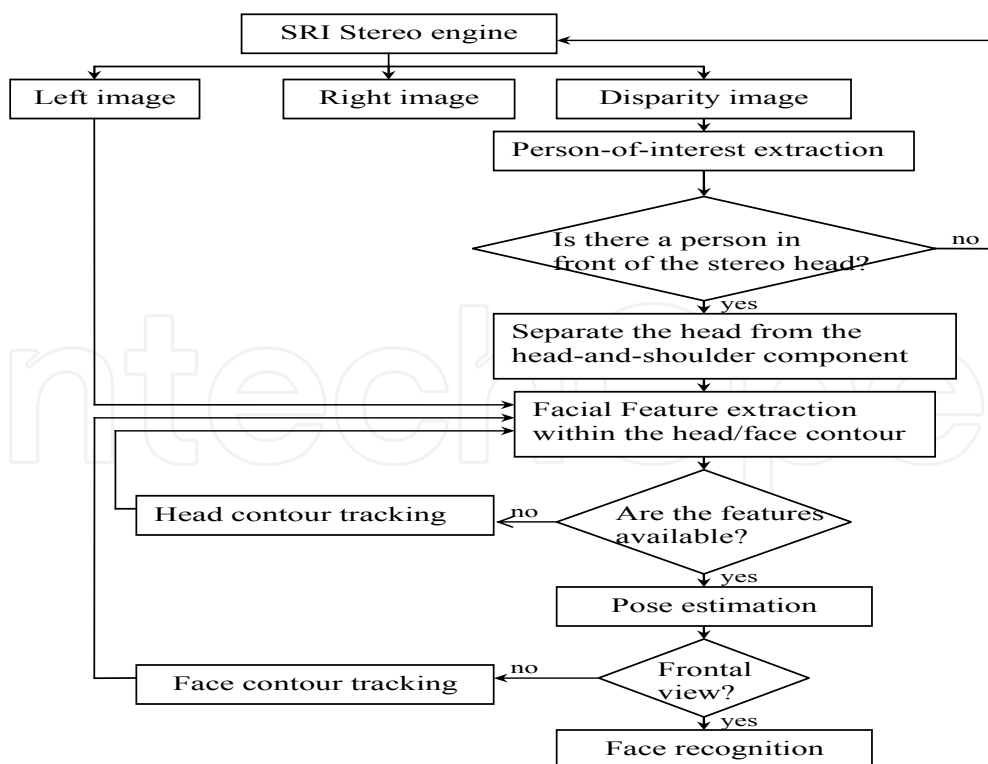 SRI Stereo engine
Left image
Right image
Disparity image
Person-of-interest extraction
Is there a person in
front of the stereo head?
no
yes
Separate the head from the
head-and-shoulder component
Facial Feature extraction
within the head/face contour
Head contour tracking
no
Are the features
available?
yes
Pose estimation
Face contour tracking
no
Frontal
view?
yes
Face recognition
ntechOpe